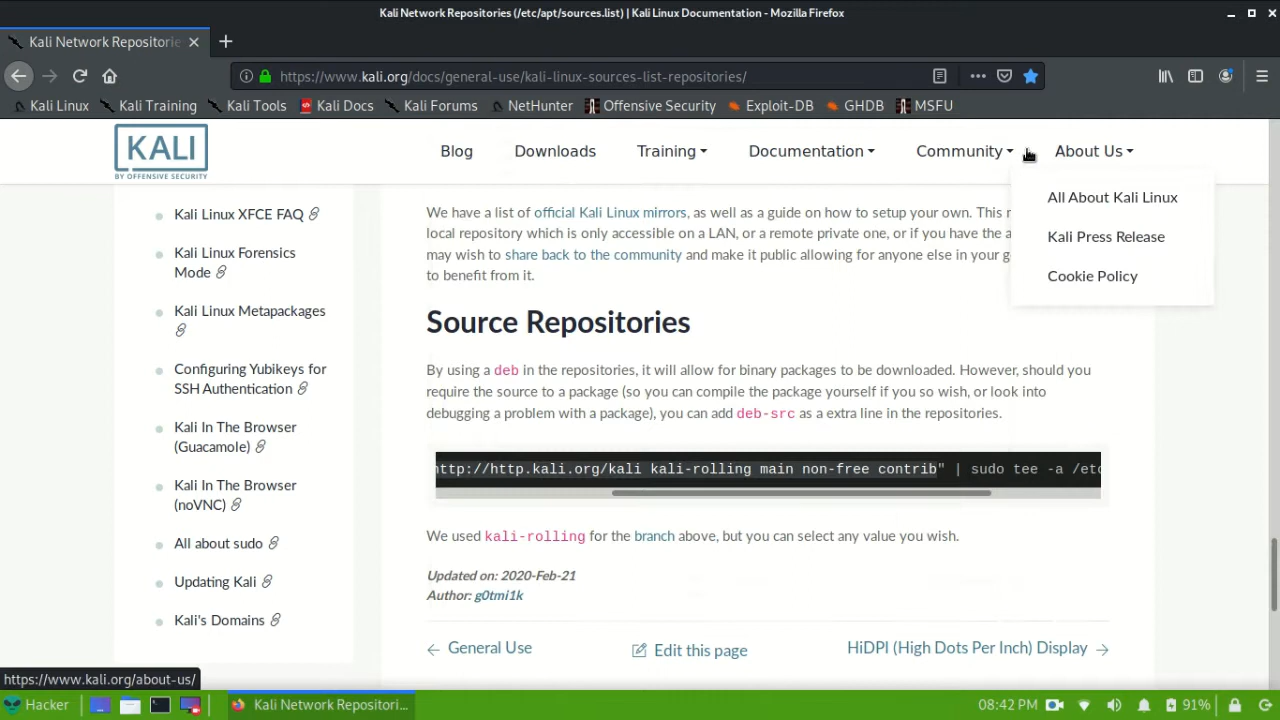 Kali Network Repositories (/etc/apt/sources.list) | Kali Linux Documentation - Mozilla Firefox
Kali Network Repositorie
https://www.kali.org/docs/general-use/kali-linux-sources-list-repositories/
Kali Linux Kali Training Kali Tools Kali Docs Kali Forums NetHunter Offensive Security Exploit-DB GHDB MSFU
KALI
BY OFFENSIVE SECURITY
Blog Downloads Training Documentation Community About Us
All About Kali Linux
Kali Press Release
Cookie Policy
Kali Linux XFCE FAQ
Kali Linux Forensics
Mode
Kali Linux Metapackages
Configuring Yubikeys for
SSH Authentication
Kali In The Browser
(Guacamole)
Kali In The Browser
(noVNC)
All about sudo
Updating Kali
Kali's Domains
We have a list of official Kali Linux mirrors, as well as a guide on how to setup your own. This
local repository which is only accessible on a LAN, or a remote private one, or if you have the
may wish to share back to the community and make it public allowing for anyone else in your
to benefit from it.
Source Repositories
By using a deb in the repositories, it will allow for binary packages to be downloaded. However, should you
require the source to a package (so you can compile the package yourself if you so wish, or look into
debugging a problem with a package), you can add deb-src as a extra line in the repositories.
http://http.kali.org/kali kali-rolling main non-free contrib" | sudo tee -a /etc
We used kali-rolling for the branch above, but you can select any value you wish.
Updated on: 2020-Feb-21
Author: g0tmi1k
General Use Edit this page HiDPI (High Dots Per Inch) Display
https://www.kali.org/about-us/
Hacker Kali Network Repositori... 08:42 PM 91%